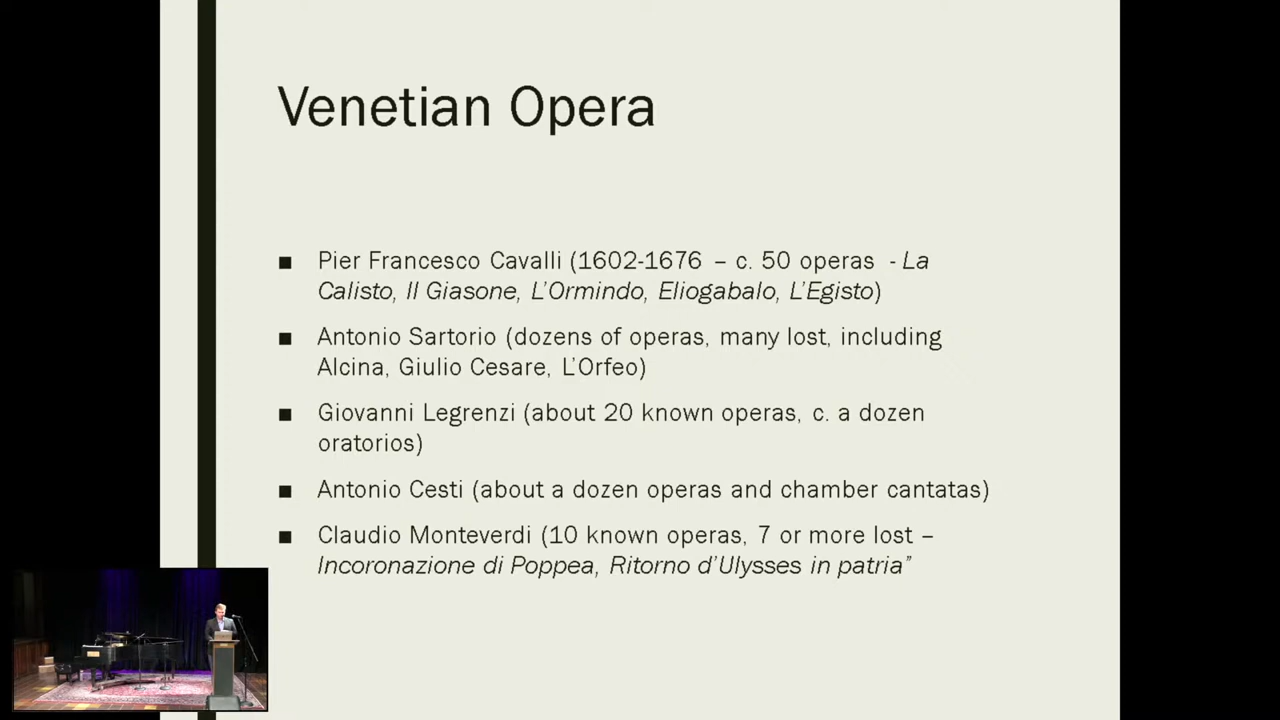 Venetian Opera
■ Pier Francesco Cavalli (1602-1676 – c. 50 operas - La
Calisto, Il Giasone, L'Ormindo, Eliogabalo, L'Egisto)
■ Antonio Sartorio (dozens of operas, many lost, including
Alcina, Giulio Cesare, L'Orfeo)
■ Giovanni Legrenzi (about 20 known operas, c. a dozen
oratorios)
■ Antonio Cesti (about a dozen operas and chamber cantatas)
■ Claudio Monteverdi (10 known operas, 7 or more lost –
Incoronazione di Poppea, Ritorno d'Ulysses in patria”